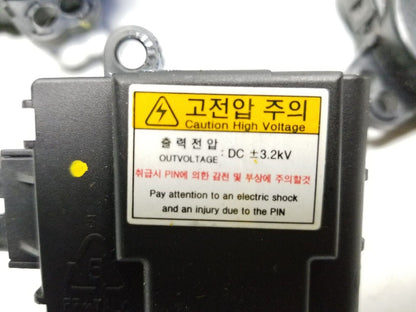 고전압 주의
Caution High Voltage
출력전압
OUTVOLTAGE : DC ±3.2kV
취급시 PIN에 의한 감전 및 부상에 주의할것
Pay attention to an electric shock
and an injury due to the PIN